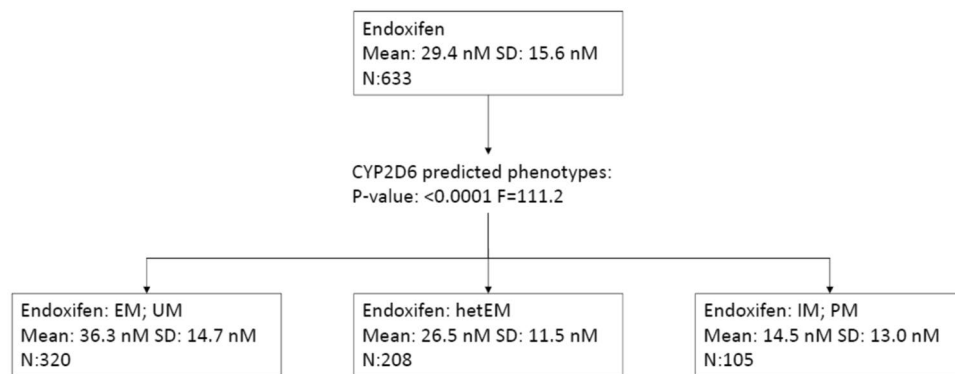 Endoxifen
Mean: 29.4 nM SD: 15.6 nM
N:633
CYP2D6 predicted phenotypes:
P-value: <0.0001 F=111.2
Endoxifen: EM; UM
Mean: 36.3 nM SD: 14.7 nM
N:320
Endoxifen: hetEM
Mean: 26.5 nM SD: 11.5 nM
N:208
Endoxifen: IM; PM
Mean: 14.5 nM SD: 13.0 nM
N:105